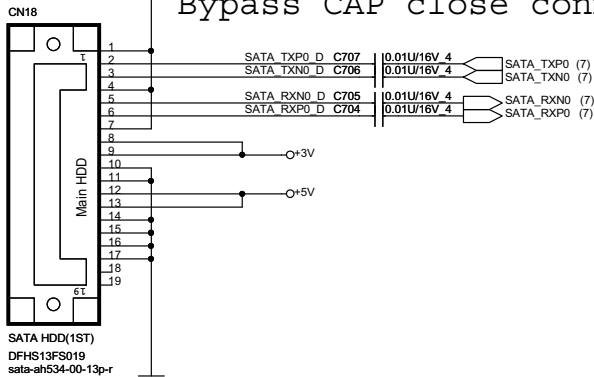 Bypass CAP close con
CN18
1
1
2
3
4
5
6
7
8
9
10
11
12
13
14
15
16
17
18
19
19
Main HDD
SATA_TXP0_D C707 0.01U/16V_4 SATA_TXP0 (7)
SATA_TXN0_D C706 0.01U/16V_4 SATA_TXN0 (7)
SATA_RXN0_D C705 0.01U/16V_4 SATA_RXN0 (7)
SATA_RXP0_D C704 0.01U/16V_4 SATA_RXP0 (7)
+3V
+5V
SATA HDD(1ST)
DFHS13FS019
sata-ah534-00-13p-r